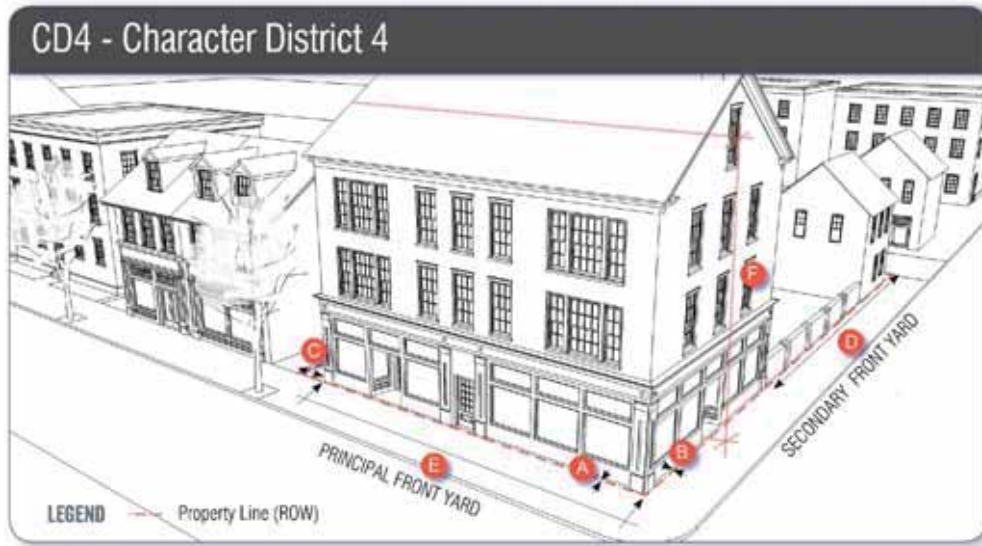 CD4 - Character District 4
F
C
D
SECONDARY FRONT YARD
B
A
E
PRINCIPAL FRONT YARD
LEGEND Property Line (ROW)